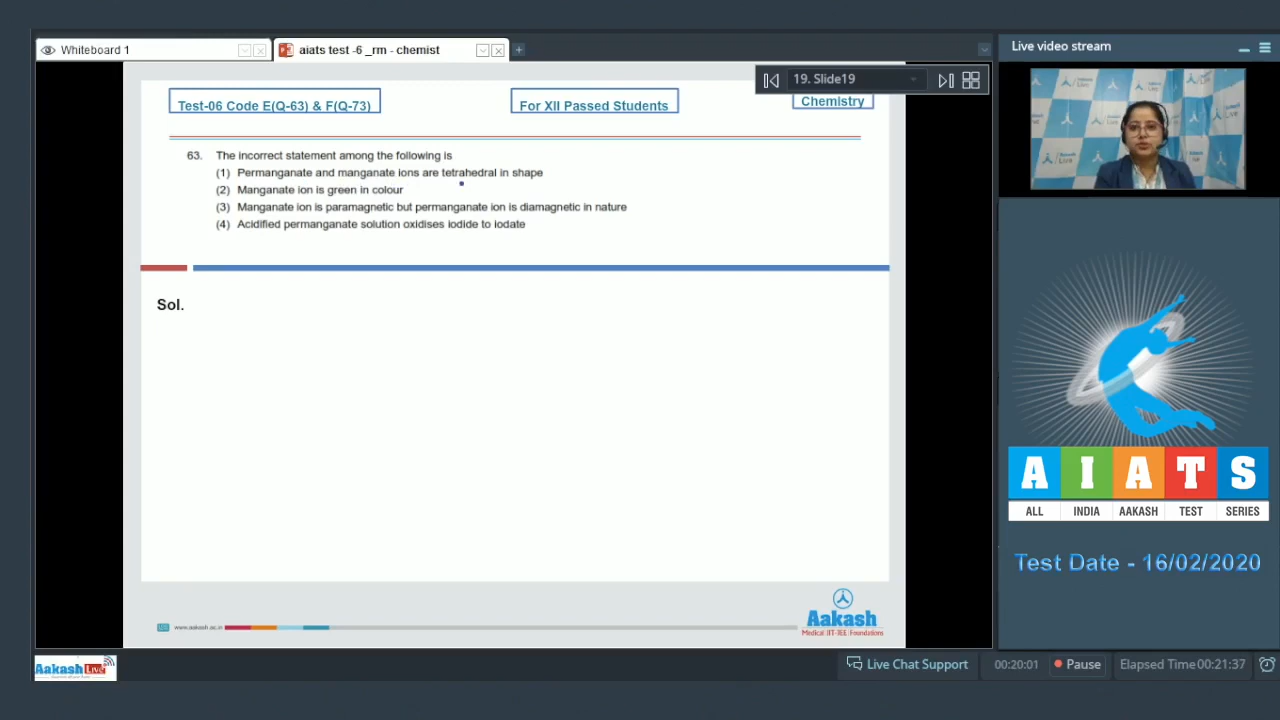 Whiteboard 1
aiats test -6 _rm - chemist
Live video stream
19. Slide19
Test-06 Code E(Q-63) & F(Q-73)
For XII Passed Students
Chemistry
63. The incorrect statement among the following is
(1) Permanganate and manganate ions are tetrahedral in shape
(2) Manganate ion is green in colour
(3) Manganate ion is paramagnetic but permanganate ion is diamagnetic in nature
(4) Acidified permanganate solution oxidises iodide to iodate
Sol.
A I A T S
ALL INDIA AAKASH TEST SERIES
Test Date - 16/02/2020
www.aakash.ac.in
Aakash
Medical | IIT-JEE | Foundations
Aakash Live
Live Chat Support
00:20:01
Pause
Elapsed Time 00:21:37